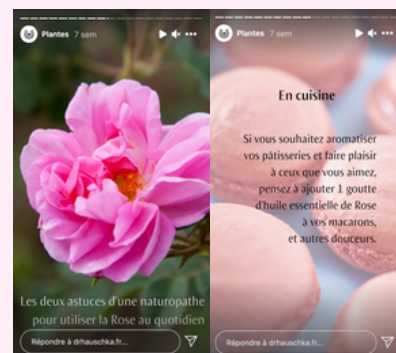 Plantes 7 sem
Les deux astuces d'une naturopathe
pour utiliser la Rose au quotidien
Répondre à drhauschka.fr...
Plantes 7 sem
En cuisine
Si vous souhaitez aromatiser
vos pâtisseries et faire plaisir
à ceux que vous aimez,
pensez à ajouter 1 goutte
d'huile essentielle de Rose
à vos macarons,
et autres douceurs.
Répondre à drhauschka.fr...